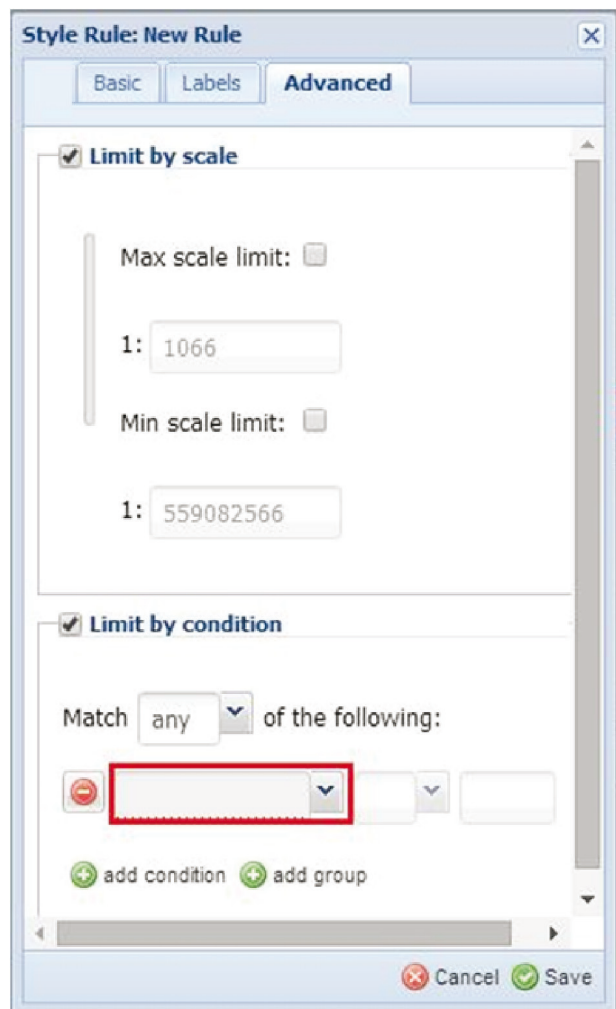 Style Rule: New Rule
Basic Labels Advanced
Limit by scale
Max scale limit:
1: 1066
Min scale limit:
1: 559082566
Limit by condition
Match any of the following:
add condition add group
Cancel Save